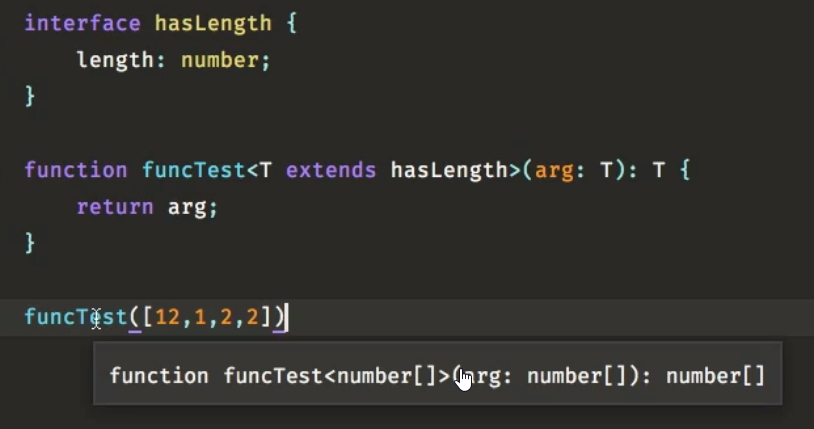 interface hasLength {
length: number;
}
function funcTest<T extends hasLength>(arg: T): T {
return arg;
}
funcTest([12,1,2,2])
function funcTest<number[]>(arg: number[]): number[]